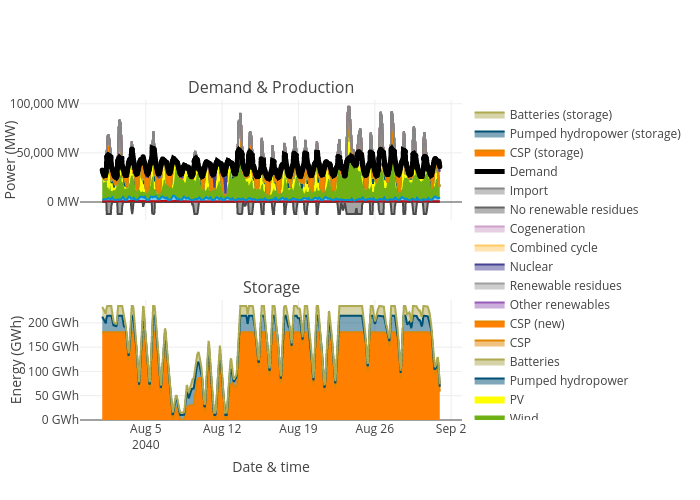 Demand & Production
100,000 MW
50,000 MW
0 MW
Power (MW)
Storage
200 GWh
150 GWh
100 GWh
50 GWh
0 GWh
Energy (GWh)
Aug 5
2040
Aug 12
Aug 19
Aug 26
Sep 2
Date & time
Batteries (storage)
Pumped hydropower (storage)
CSP (storage)
Demand
Import
No renewable residues
Cogeneration
Combined cycle
Nuclear
Renewable residues
Other renewables
CSP (new)
CSP
Batteries
Pumped hydropower
PV
Wind